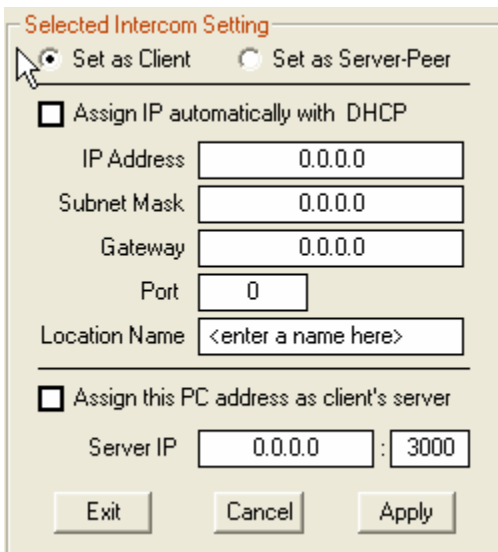 Selected Intercom Setting
Set as Client Set as Server-Peer
Assign IP automatically with DHCP
IP Address 0.0.0.0
Subnet Mask 0.0.0.0
Gateway 0.0.0.0
Port 0
Location Name <enter a name here>
Assign this PC address as client's server
Server IP 0.0.0.0 : 3000
Exit Cancel Apply